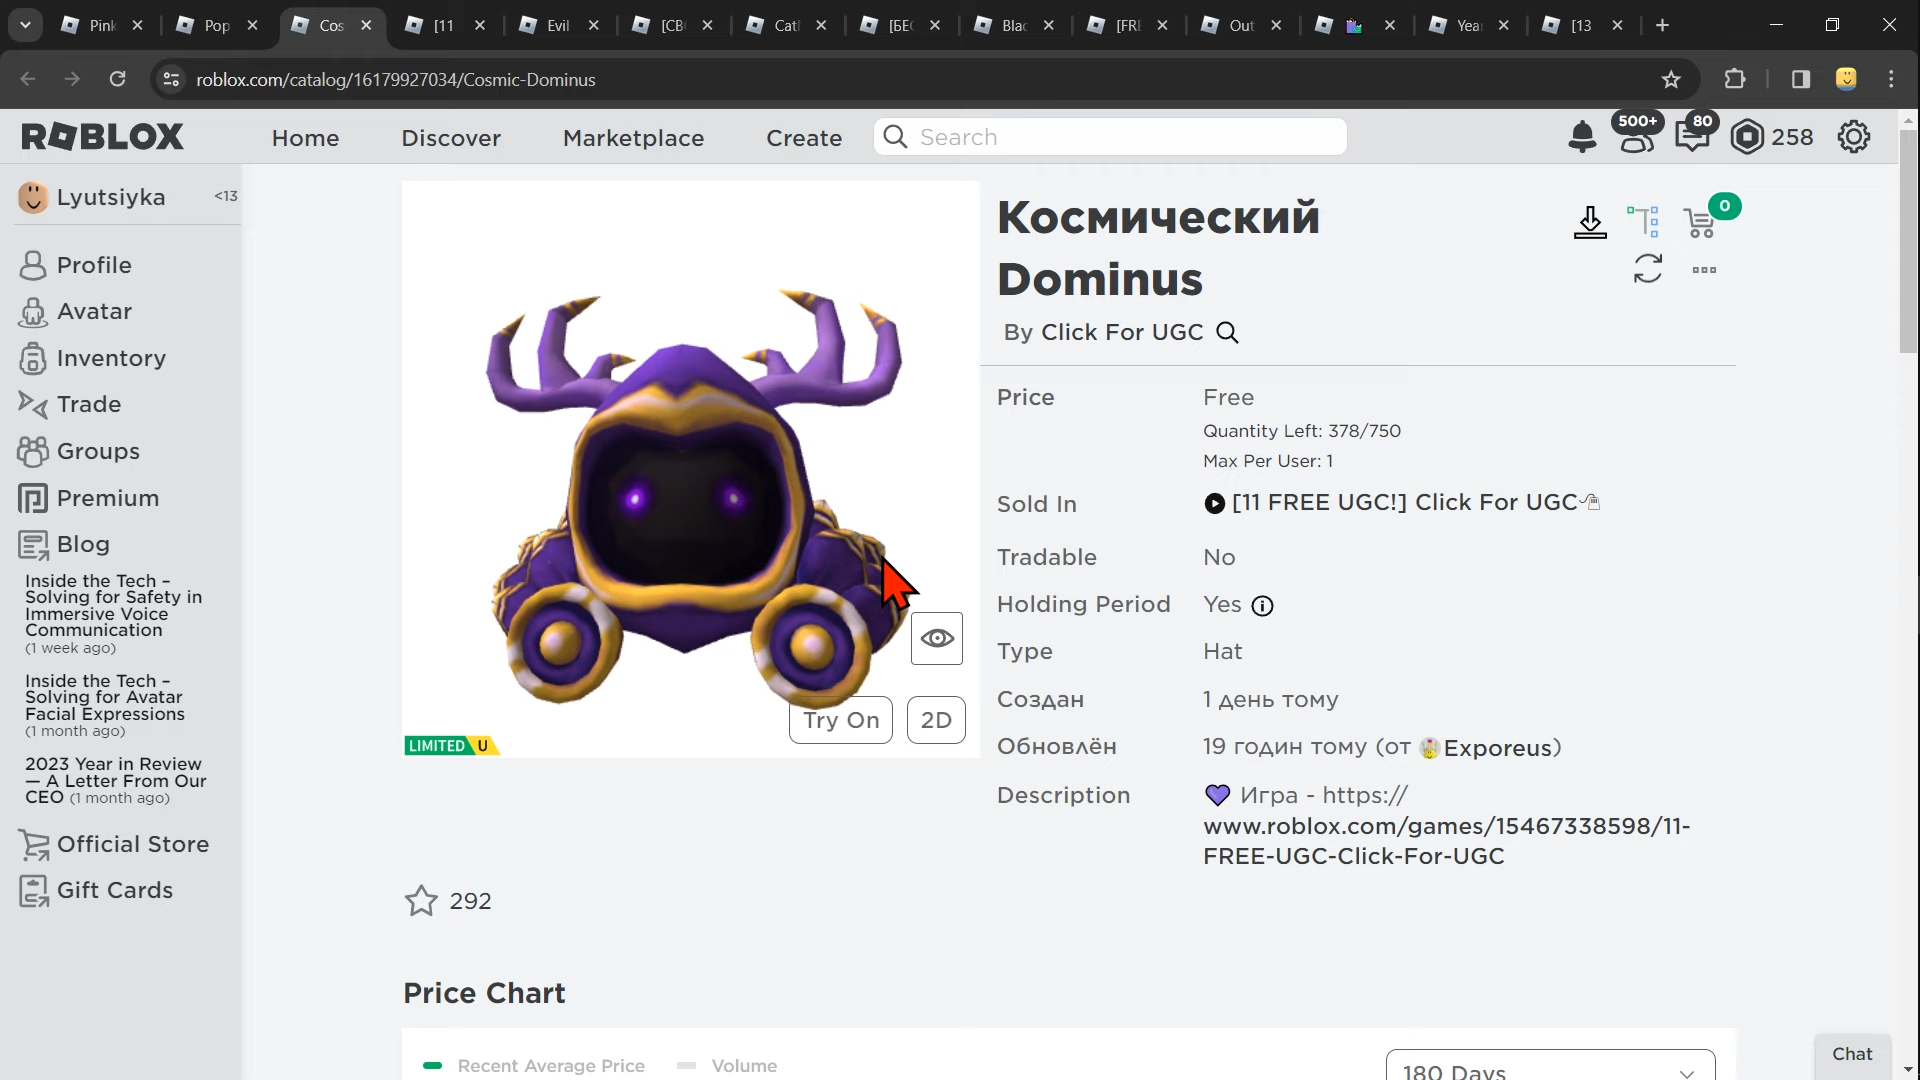 Pink
Pop
Cos
[11
Evil
[CB
Catl
[БЕС
Blac
[FRE
Out
Yea
[13
roblox.com/catalog/16179927034/Cosmic-Dominus
ROBLOX
Home
Discover
Marketplace
Create
Search
500+
80
258
Lyutsiyka
<13
Profile
Avatar
Inventory
Trade
Groups
Premium
Blog
Inside the Tech –
Solving for Safety in
Immersive Voice
Communication
(1 week ago)
Inside the Tech –
Solving for Avatar
Facial Expressions
(1 month ago)
2023 Year in Review
— A Letter From Our
CEO (1 month ago)
Official Store
Gift Cards
LIMITED U
Try On
2D
292
Космический
Dominus
0
By Click For UGC
Price
Free
Quantity Left: 378/750
Max Per User: 1
Sold In
[11 FREE UGC!] Click For UGC
Tradable
No
Holding Period
Yes
Type
Hat
Создан
1 день тому
Обновлён
19 годин тому (от Exporeus)
Description
💜 Игра - https://
www.roblox.com/games/15467338598/11-
FREE-UGC-Click-For-UGC
Price Chart
Recent Average Price
Volume
180 Days
Chat